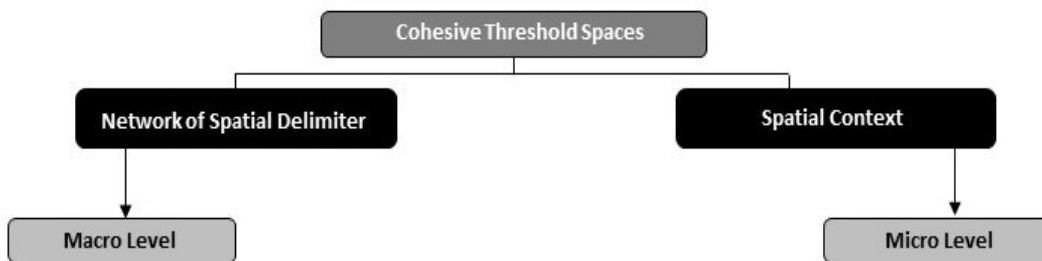 Cohesive Threshold Spaces
Network of Spatial Delimiter
Spatial Context
Macro Level
Micro Level